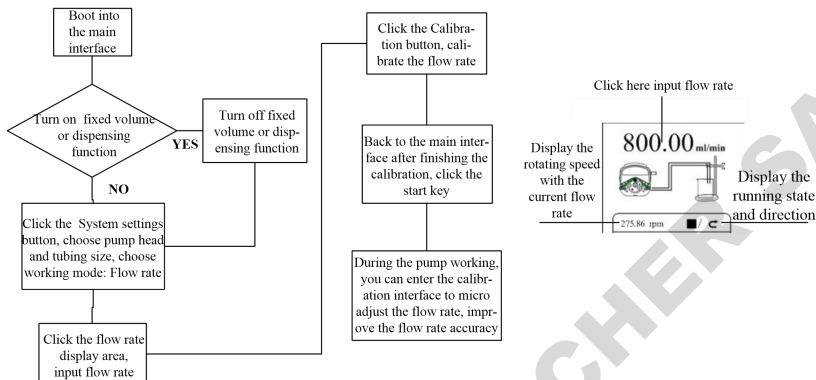 Boot into
the main
interface
Turn on fixed volume
or dispensing
function
YES
Turn off fixed
volume or disp-
ensing function
NO
Click the System settings
button, choose pump head
and tubing size, choose
working mode: Flow rate
Click the flow rate
display area,
input flow rate
Click the Calibra-
tion button, cali-
brate the flow rate
Back to the main inter-
face after finishing the
calibration, click the
start key
During the pump working,
you can enter the calibr-
ation interface to micro
adjust the flow rate, impr-
ove the flow rate accuracy
Click here input flow rate
800.00 ml/min
Display the
rotating speed
with the
current flow
rate
Display the
running state
and direction
275.86 rpm
CHER SA